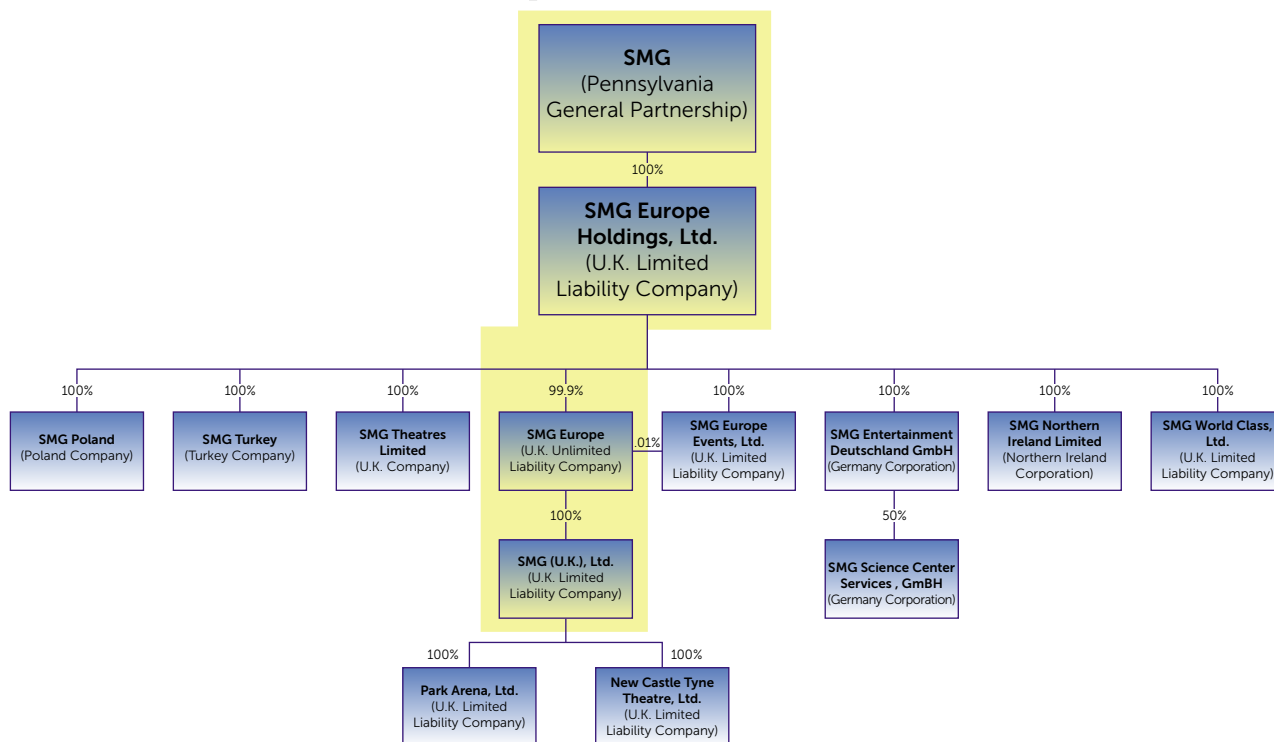 SMG
(Pennsylvania
General Partnership)
100%
SMG Europe
Holdings, Ltd.
(U.K. Limited
Liability Company)
100%
100%
100%
99.9%
100%
100%
100%
100%
SMG Poland
(Poland Company)
SMG Turkey
(Turkey Company)
SMG Theatres
Limited
(U.K. Company)
SMG Europe
(U.K. Unlimited
Liability Company)
.01%
SMG Europe
Events, Ltd.
(U.K. Limited
Liability Company)
SMG Entertainment
Deutschland GmbH
(Germany Corporation)
SMG Northern
Ireland Limited
(Northern Ireland
Corporation)
SMG World Class,
Ltd.
(U.K. Limited
Liability Company)
100%
50%
SMG (U.K.), Ltd.
(U.K. Limited
Liability Company)
SMG Science Center
Services , GmBH
(Germany Corporation)
100%
100%
Park Arena, Ltd.
(U.K. Limited
Liability Company)
New Castle Tyne
Theatre, Ltd.
(U.K. Limited
Liability Company)